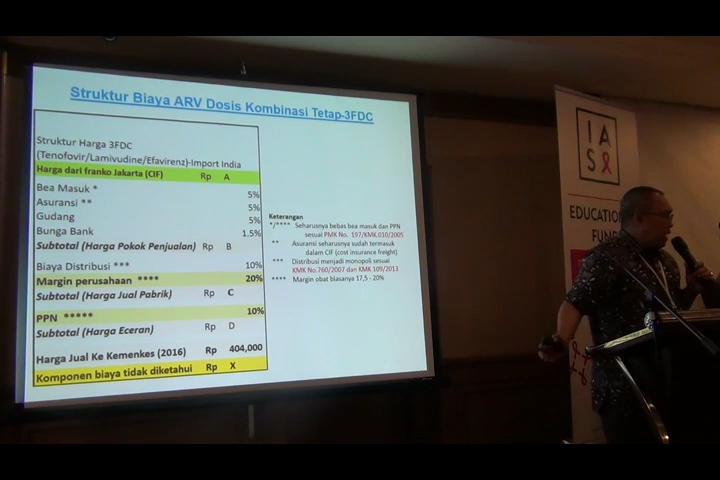 Struktur Biaya ARV Dosis Kombinasi Tetap-3FDC
Struktur Harga 3FDC
(Tenofovir/Lamivudine/Efavirenz)-Import India
Harga dari franko Jakarta (CIF) Rp A
Bea Masuk * 5%
Asuransi ** 5%
Gudang 5%
Bunga Bank 1.5%
Subtotal (Harga Pokok Penjualan) Rp B
Biaya Distribusi *** 10%
Margin perusahaan **** 20%
Subtotal (Harga Jual Pabrik) Rp C
PPN ***** 10%
Subtotal (Harga Eceran) Rp D
Harga Jual Ke Kemenkes (2016) Rp 404,000
Komponen biaya tidak diketahui Rp X
Keterangan
*/**** Seharusnya bebas bea masuk dan PPN
sesuai PMK No. 197/KMK.010/2005
** Asuransi seharusnya sudah termasuk
dalam CIF (cost insurance freight)
*** Distribusi menjadi monopoli sesuai
KMK No.760/2007 dan KMK 109/2013
**** Margin obat biasanya 17,5 - 20%
IAS
EDUCATION
FUND